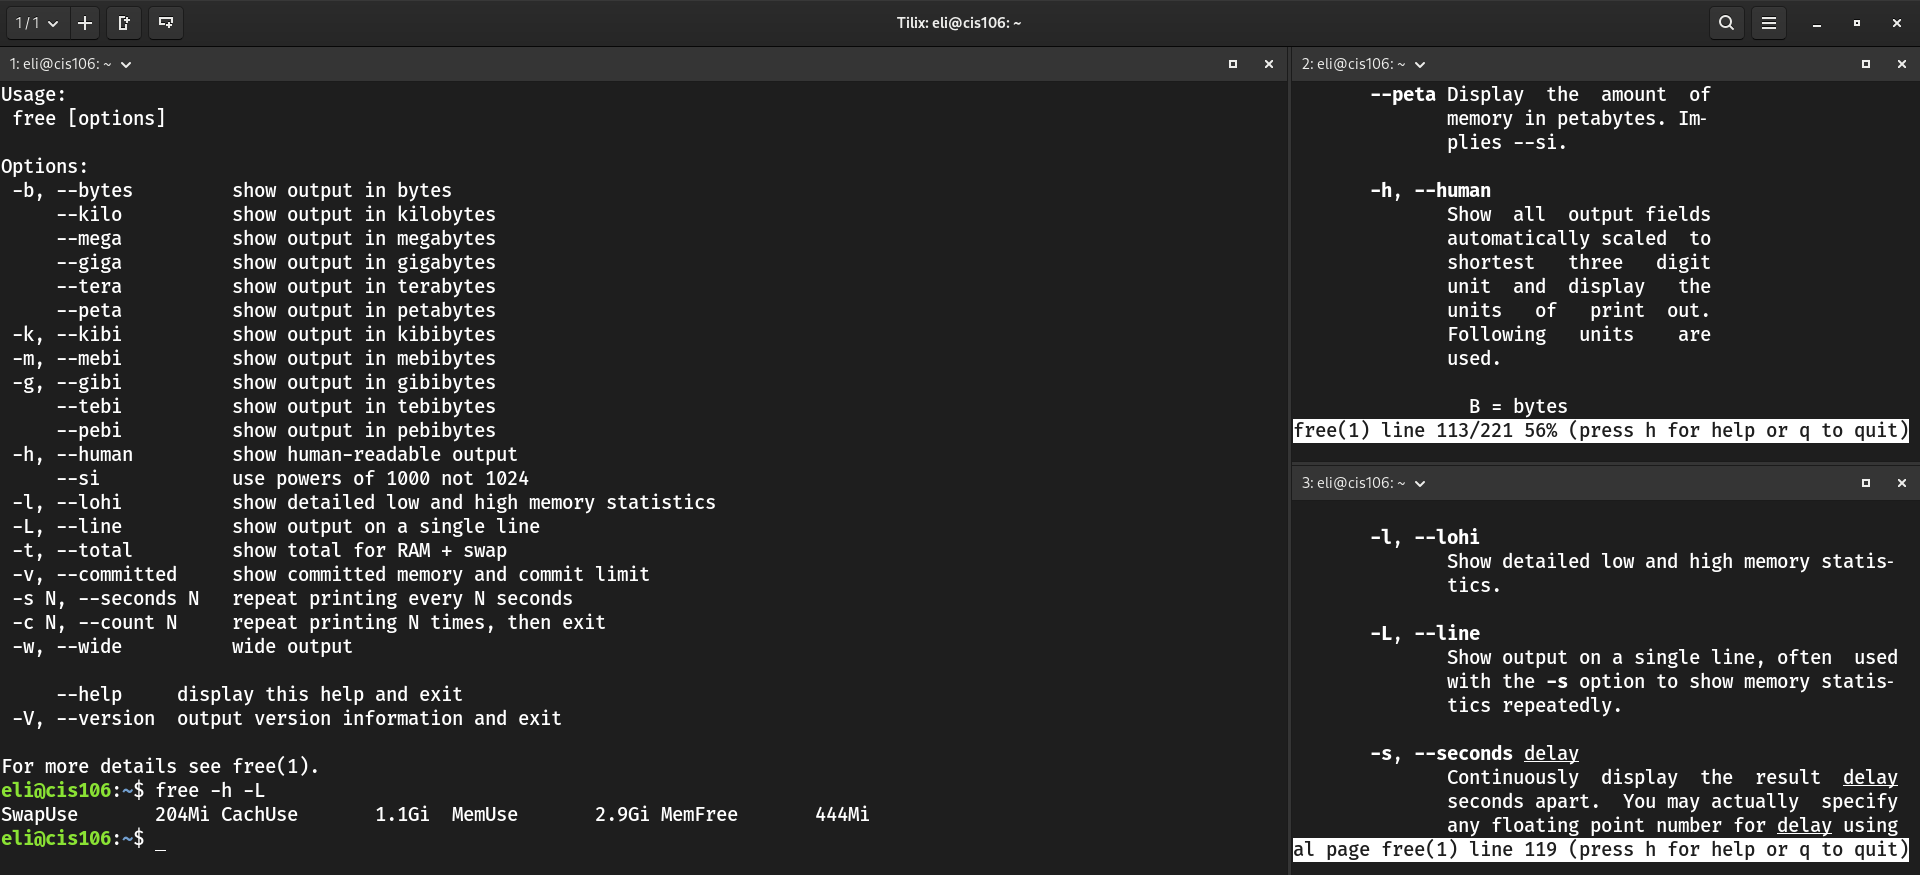 1 / 1
Tilix: eli@cis106: ~
1: eli@cis106: ~
Usage:
 free [options]

Options:
 -b, --bytes         show output in bytes
     --kilo          show output in kilobytes
     --mega          show output in megabytes
     --giga          show output in gigabytes
     --tera          show output in terabytes
     --peta          show output in petabytes
 -k, --kibi          show output in kibibytes
 -m, --mebi          show output in mebibytes
 -g, --gibi          show output in gibibytes
     --tebi          show output in tebibytes
     --pebi          show output in pebibytes
 -h, --human         show human-readable output
     --si            use powers of 1000 not 1024
 -l, --lohi          show detailed low and high memory statistics
 -L, --line          show output on a single line
 -t, --total         show total for RAM + swap
 -v, --committed     show committed memory and commit limit
 -s N, --seconds N   repeat printing every N seconds
 -c N, --count N     repeat printing N times, then exit
 -w, --wide          wide output

     --help     display this help and exit
 -V, --version  output version information and exit

For more details see free(1).
eli@cis106:~$ free -h -L
SwapUse       204Mi CachUse       1.1Gi  MemUse       2.9Gi MemFree       444Mi
eli@cis106:~$ _
2: eli@cis106: ~
--peta Display  the  amount  of
memory in petabytes. Im-
plies --si.

-h, --human
Show  all  output fields
automatically scaled  to
shortest   three   digit
unit  and  display   the
units   of   print  out.
Following   units    are
used.

B = bytes
free(1) line 113/221 56% (press h for help or q to quit)
3: eli@cis106: ~
-l, --lohi
Show detailed low and high memory statis-
tics.

-L, --line
Show output on a single line, often  used
with the -s option to show memory statis-
tics repeatedly.

-s, --seconds delay
Continuously  display  the  result  delay
seconds apart.  You may actually  specify
any floating point number for delay using
al page free(1) line 119 (press h for help or q to quit)